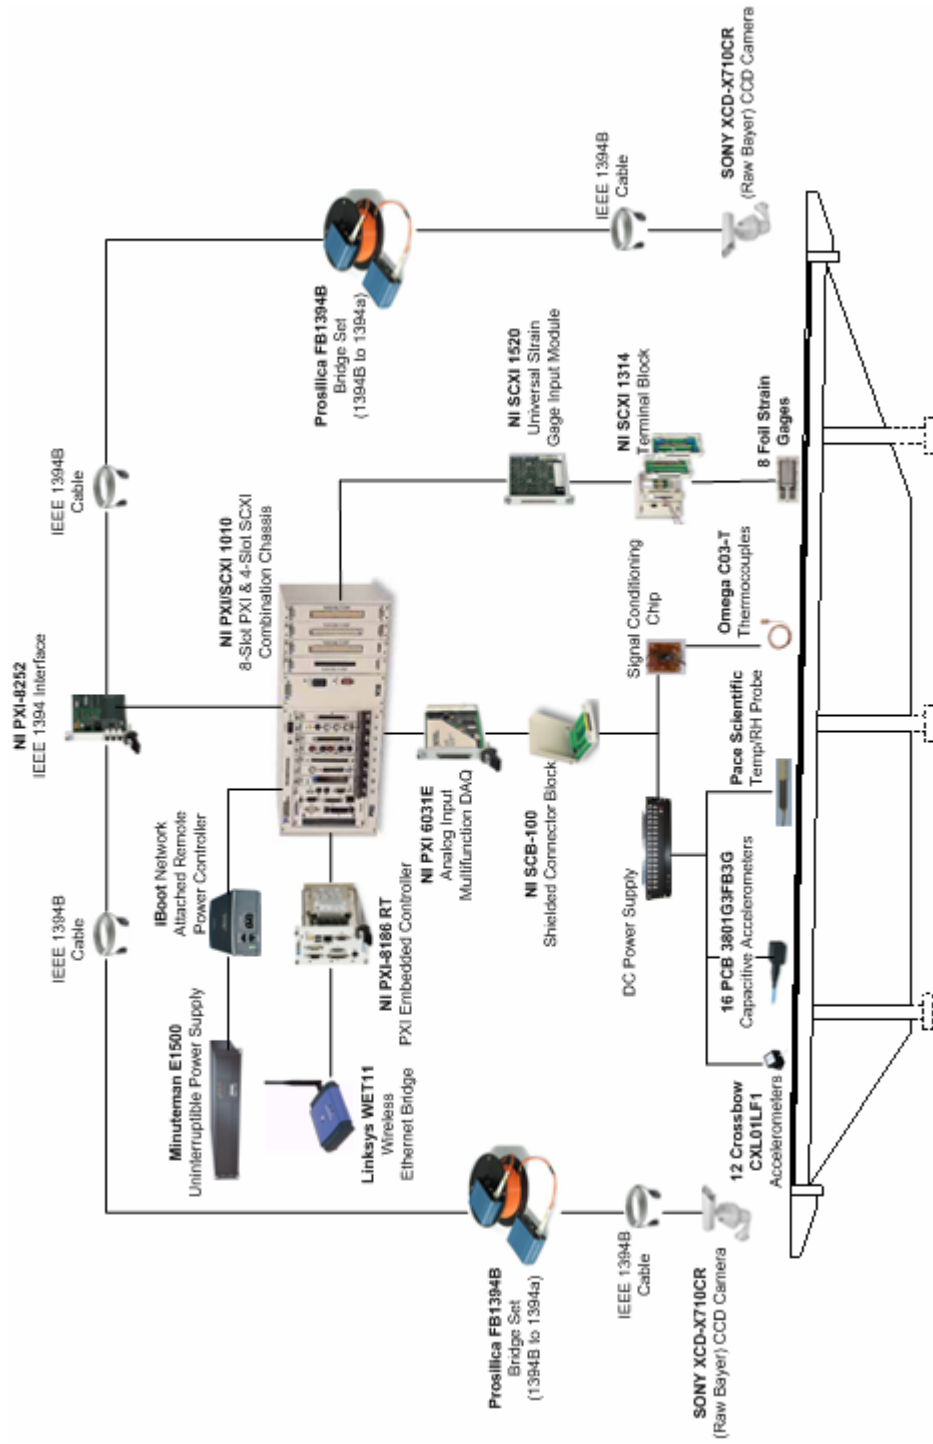 NI PXI-8252
IEEE 1394 Interface
IEEE 1394B
Cable
IEEE 1394B
Cable
Minuteman E1500
Uninterruptible Power Supply
IBoot Network
Attached Remote
Power Controller
NI PXI/SCXI 1010
8-Slot PXI & 4-Slot SCXI
Combination Chassis
Prosilica FB1394B
Bridge Set
(1394B to 1394a)
Linksys WET11
Wireless
Ethernet Bridge
NI PXI-8186 RT
PXI Embedded Controller
NI PXI 6031E
Analog Input
Multifunction DAQ
NI SCXI 1520
Universal Strain
Gage Input Module
Prosilica FB1394B
Bridge Set
(1394B to 1394a)
NI SCB-100
Shielded Connector Block
NI SCXI 1314
Terminal Block
IEEE 1394B
Cable
IEEE 1394B
Cable
DC Power Supply
Signal Conditioning
Chip
SONY XCD-X710CR
(Raw Bayer) CCD Camera
12 Crossbow
CXL01LF1
Accelerometers
16 PCB 3801G3FB3G
Capacitive Accelerometers
Pace Scientific
Temp/RH Probe
Omega C03-T
Thermocouples
8 Foil Strain
Gages
SONY XCD-X710CR
(Raw Bayer) CCD Camera